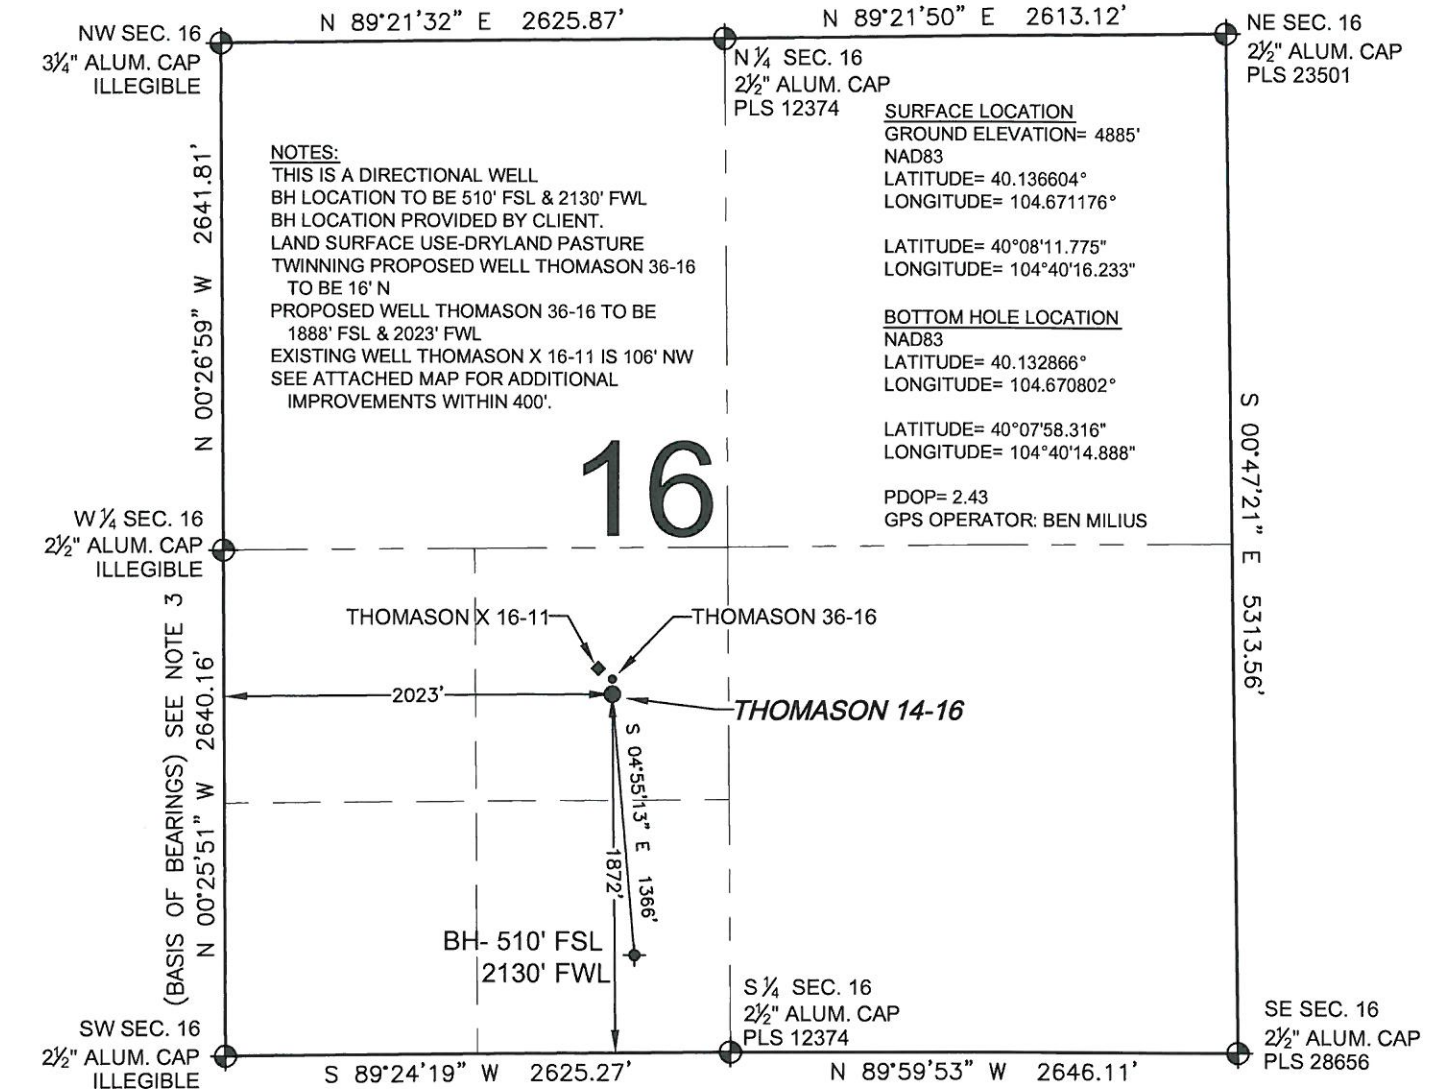 N 89°21'32" E 2625.87'
N 89°21'50" E 2613.12'
NW SEC. 16
3¼" ALUM. CAP
ILLEGIBLE
N ¼ SEC. 16
2½" ALUM. CAP
PLS 12374
NE SEC. 16
2½" ALUM. CAP
PLS 23501
N 00°26'59" W 2641.81'
NOTES:
THIS IS A DIRECTIONAL WELL
BH LOCATION TO BE 510' FSL & 2130' FWL
BH LOCATION PROVIDED BY CLIENT.
LAND SURFACE USE-DRYLAND PASTURE
TWINNING PROPOSED WELL THOMASON 36-16
TO BE 16' N
PROPOSED WELL THOMASON 36-16 TO BE
1888' FSL & 2023' FWL
EXISTING WELL THOMASON X 16-11 IS 106' NW
SEE ATTACHED MAP FOR ADDITIONAL
IMPROVEMENTS WITHIN 400'.
SURFACE LOCATION
GROUND ELEVATION= 4885'
NAD83
LATITUDE= 40.136604°
LONGITUDE= 104.671176°
LATITUDE= 40°08'11.775"
LONGITUDE= 104°40'16.233"
BOTTOM HOLE LOCATION
NAD83
LATITUDE= 40.132866°
LONGITUDE= 104.670802°
LATITUDE= 40°07'58.316"
LONGITUDE= 104°40'14.888"
PDOP= 2.43
GPS OPERATOR: BEN MILIUS
16
S 00°47'21" E 5313.56'
W ¼ SEC. 16
2½" ALUM. CAP
ILLEGIBLE
(BASIS OF BEARINGS) SEE NOTE 3
N 00°25'51" W 2640.16'
THOMASON X 16-11
THOMASON 36-16
2023'
THOMASON 14-16
S 04°55'13" E 1366'
1872'
BH- 510' FSL
2130' FWL
SW SEC. 16
2½" ALUM. CAP
ILLEGIBLE
S ¼ SEC. 16
2½" ALUM. CAP
PLS 12374
SE SEC. 16
2½" ALUM. CAP
PLS 28656
S 89°24'19" W 2625.27'
N 89°59'53" W 2646.11'